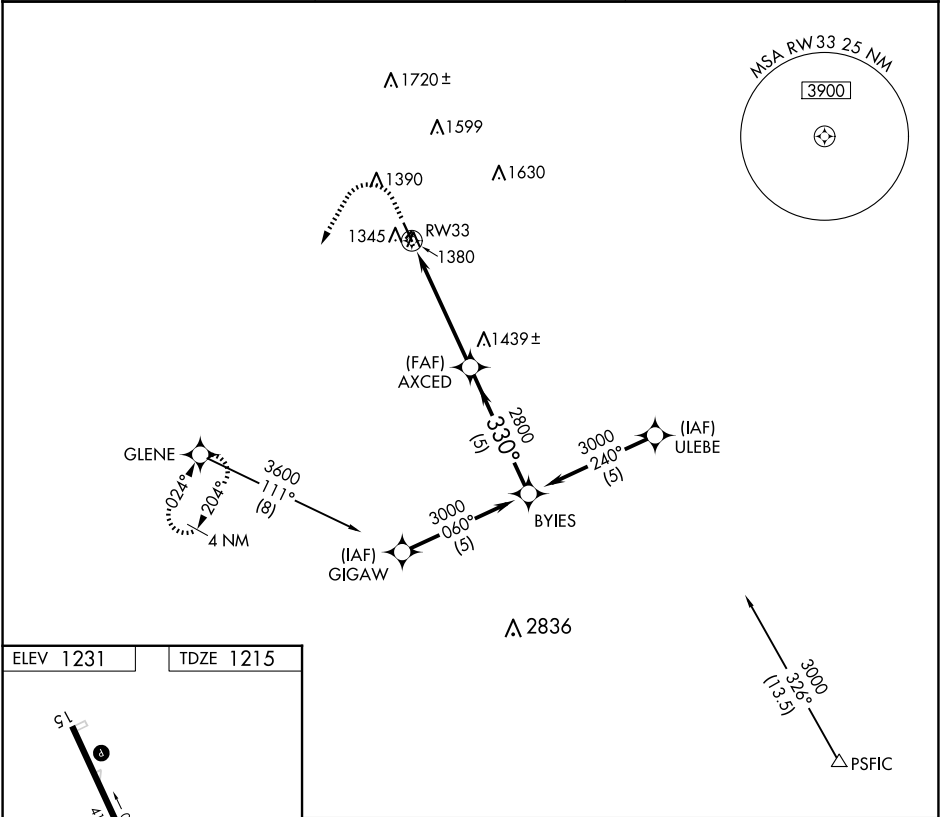 MSA RW33 25 NM
3900
1720 ±
1599
1630
1390
1345
RW33
1380
1439 ±
(FAF)
AXCED
2800
330°
(5)
(IAF)
ULEBE
3000
240°
(5)
GLENE
3600
111°
(8)
024°
204°
4 NM
BYIES
3000
060°
(5)
(IAF)
GIGAW
2836
3000
326°
(13.5)
PSFIC
ELEV 1231
TDZE 1215
15
P